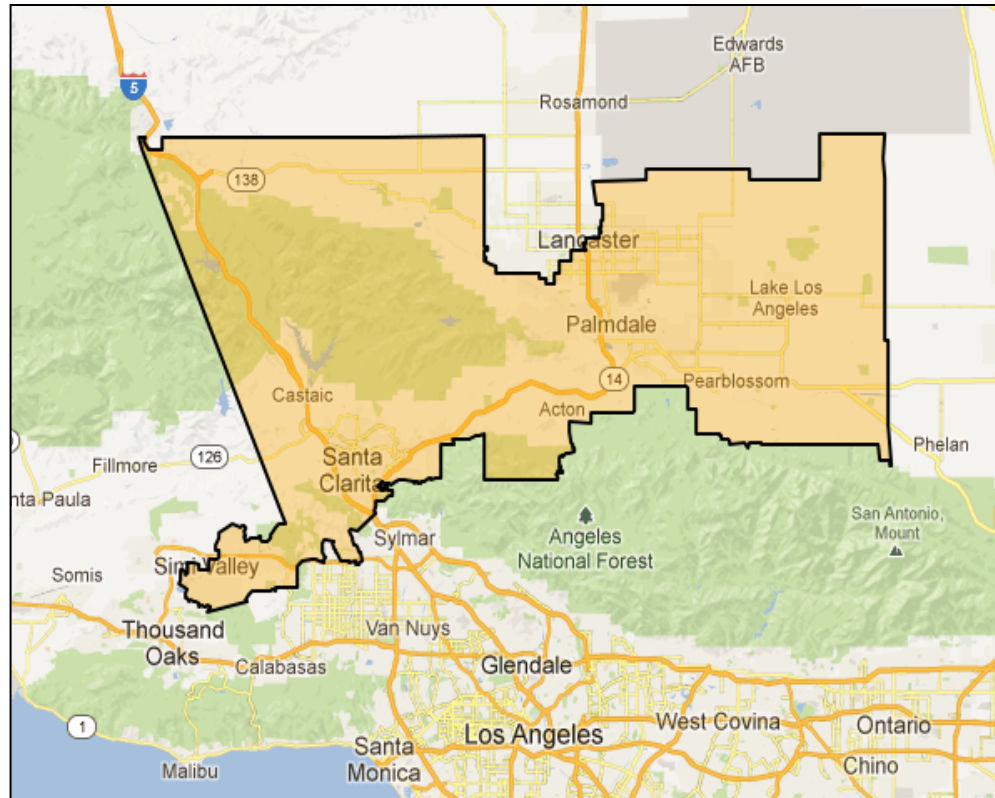 Edwards
AFB
5
Rosamond
138
Lancaster
Lake Los
Angeles
Palmdale
14
Pearblossom
Castaic
Acton
Phelan
126
Fillmore
Santa
Clarita
nta Paula
San Antonio,
Mount
Sylmar
Angeles
National Forest
Simi Valley
Somis
Thousand
Oaks
Van Nuys
Calabasas
Glendale
1
West Covina
Ontario
Los Angeles
Santa
Monica
Chino
Malibu